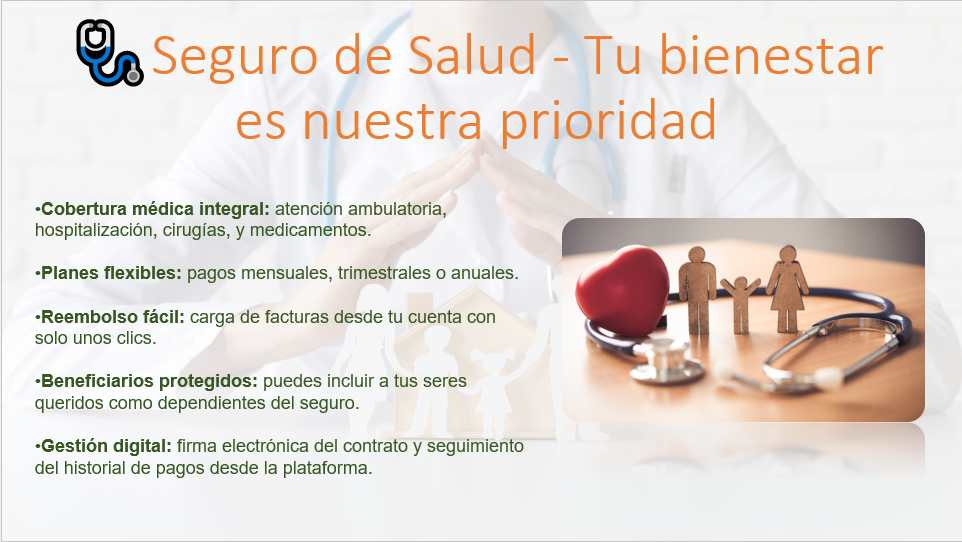 Seguro de Salud - Tu bienestar
es nuestra prioridad
•Cobertura médica integral: atención ambulatoria,
hospitalización, cirugías, y medicamentos.
•Planes flexibles: pagos mensuales, trimestrales o anuales.
•Reembolso fácil: carga de facturas desde tu cuenta con
solo unos clics.
•Beneficiarios protegidos: puedes incluir a tus seres
queridos como dependientes del seguro.
•Gestión digital: firma electrónica del contrato y seguimiento
del historial de pagos desde la plataforma.